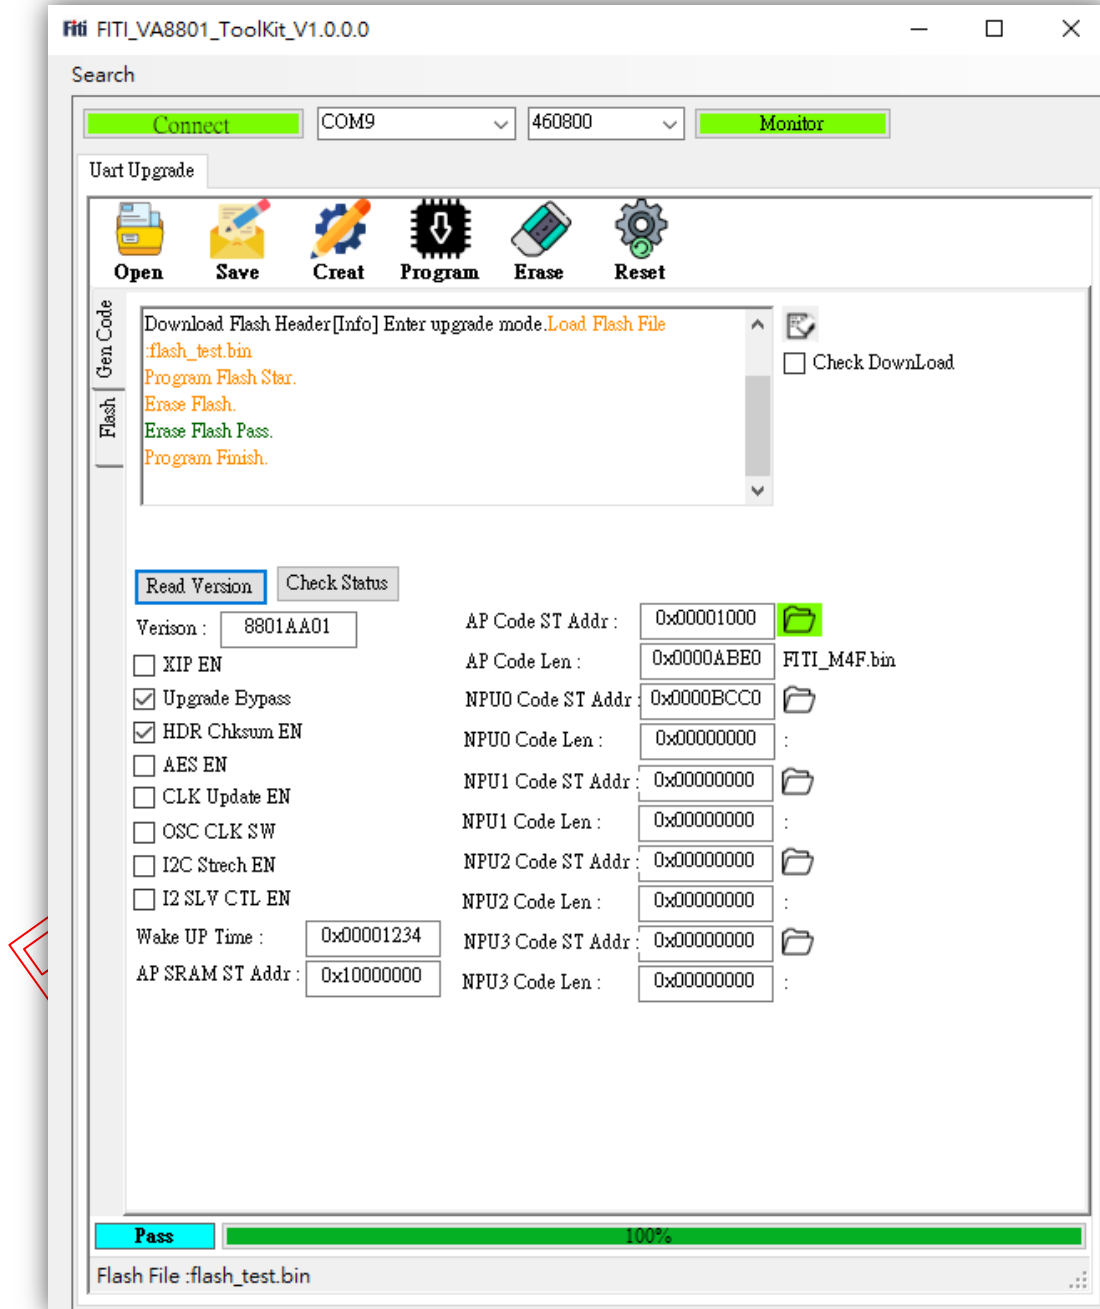 Fiti FITI_VA8801_ToolKit_V1.0.0.0
Search
Connect COM9 460800 Monitor
Uart Upgrade
Open Save Creat Program Erase Reset
Gen Code
Flash
Download Flash Header[Info] Enter upgrade mode.Load Flash File
:flash_test.bin
Program Flash Star.
Erase Flash.
Erase Flash Pass.
Program Finish.
Check DownLoad
Read Version Check Status
Verison : 8801AA01
XIP EN
Upgrade Bypass
HDR Chksum EN
AES EN
CLK Update EN
OSC CLK SW
I2C Strech EN
I2 SLV CTL EN
Wake UP Time : 0x00001234
AP SRAM ST Addr : 0x10000000
AP Code ST Addr : 0x00001000
AP Code Len : 0x0000ABE0 FITI_M4F.bin
NPU0 Code ST Addr : 0x0000BCC0
NPU0 Code Len : 0x00000000 :
NPU1 Code ST Addr : 0x00000000
NPU1 Code Len : 0x00000000 :
NPU2 Code ST Addr : 0x00000000
NPU2 Code Len : 0x00000000 :
NPU3 Code ST Addr : 0x00000000
NPU3 Code Len : 0x00000000 :
Pass 100%
Flash File :flash_test.bin